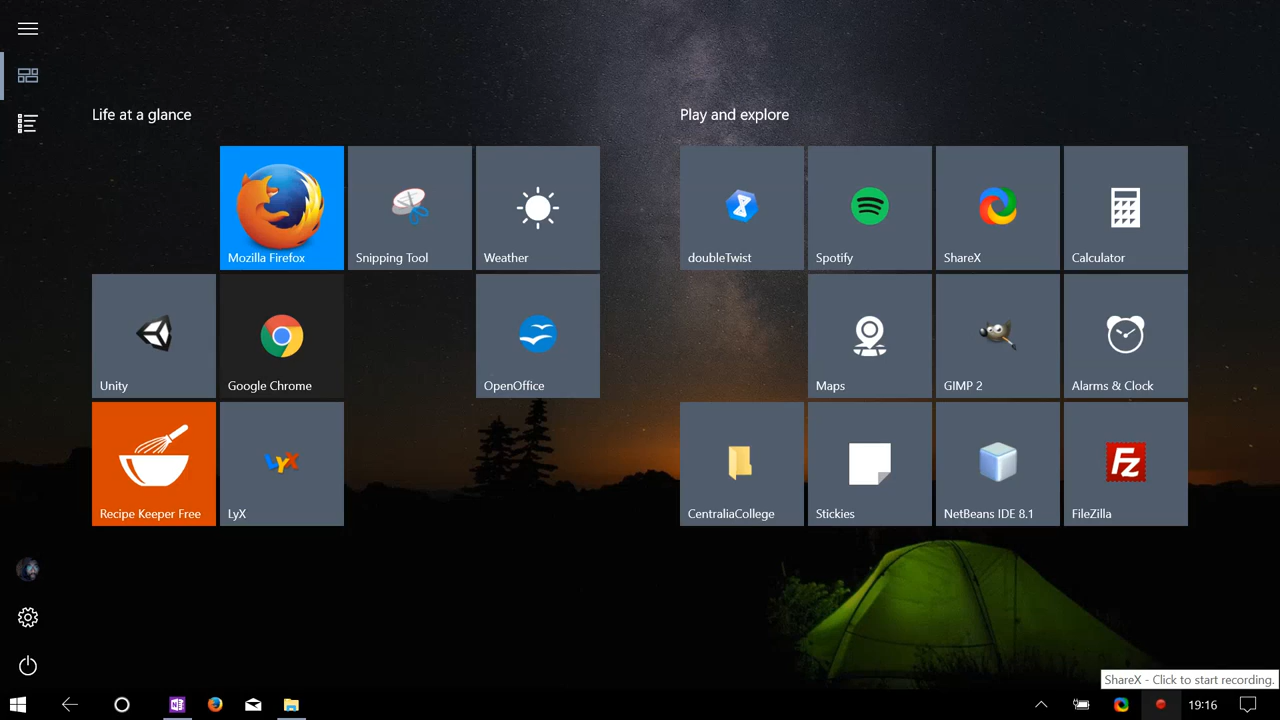 Life at a glance
Play and explore
Mozilla Firefox
Snipping Tool
Weather
doubleTwist
Spotify
ShareX
Calculator
Unity
Google Chrome
OpenOffice
Maps
GIMP 2
Alarms & Clock
Recipe Keeper Free
LyX
LyX
CentraliaCollege
Stickies
NetBeans IDE 8.1
Fz
FileZilla
ShareX - Click to start recording.
N
19:16